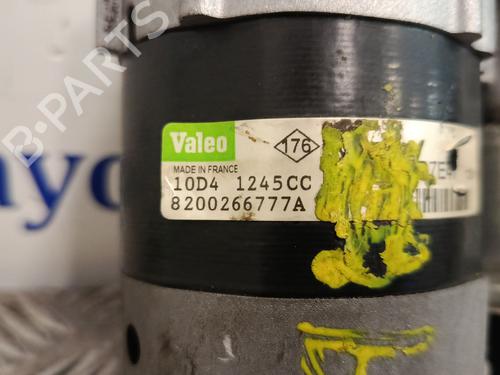 B-PARTS
Valeo
176
MADE IN FRANCE
10D4 1245CC
8200266777A